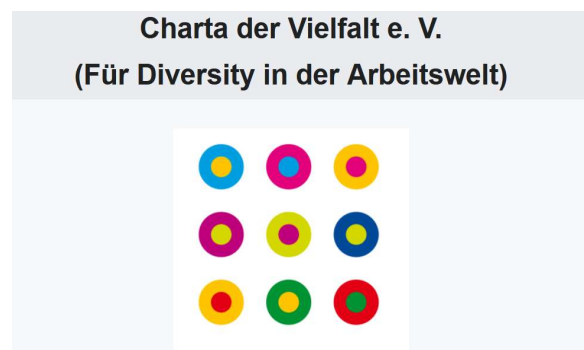 Charta der Vielfalt e. V.
(Für Diversity in der Arbeitswelt)